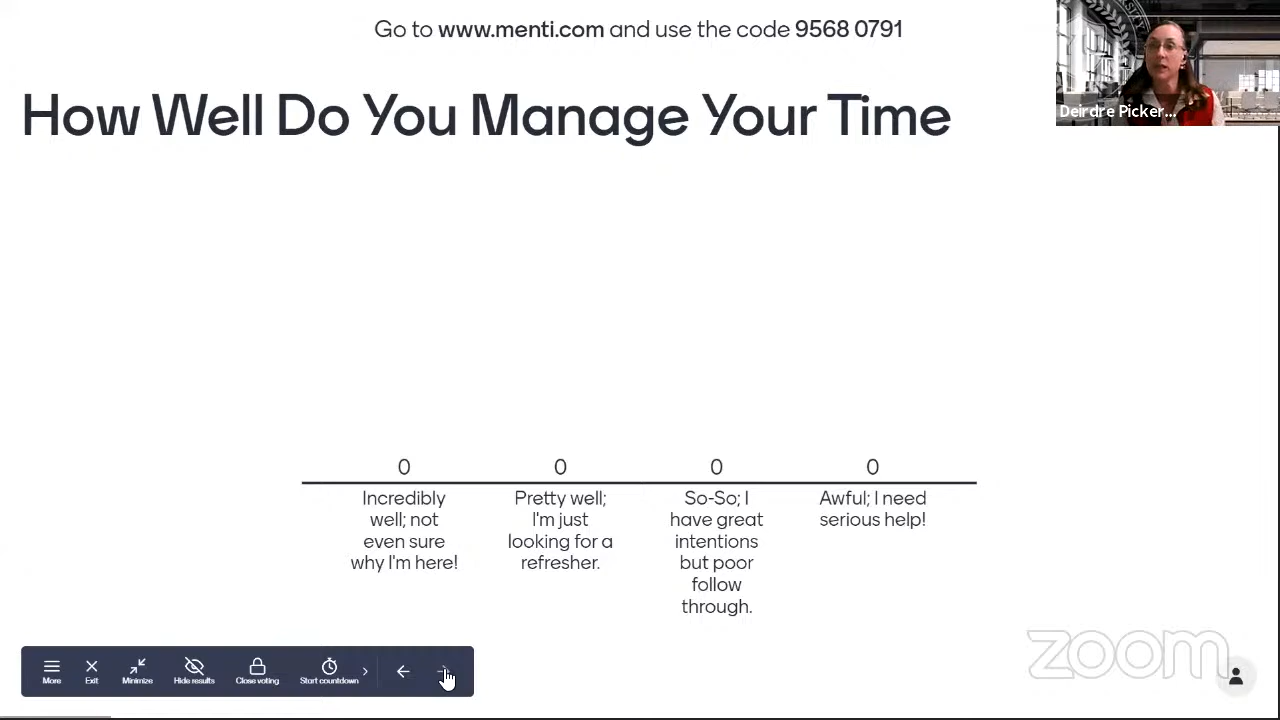 Go to www.menti.com and use the code 9568 0791
How Well Do You Manage Your Time
Deirdre Picker...
0
0
0
0
Incredibly
well; not
even sure
why I'm here!
Pretty well;
I'm just
looking for a
refresher.
So-So; I
have great
intentions
but poor
follow
through.
Awful; I need
serious help!
More
Exit
Minimize
Hide results
Close voting
Start countdown
zoom